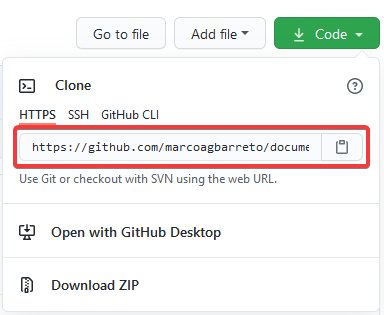 Go to file Add file Code
Clone
HTTPS SSH GitHub CLI
https://github.com/marcoagbarreto/docume
Use Git or checkout with SVN using the web URL.
Open with GitHub Desktop
Download ZIP